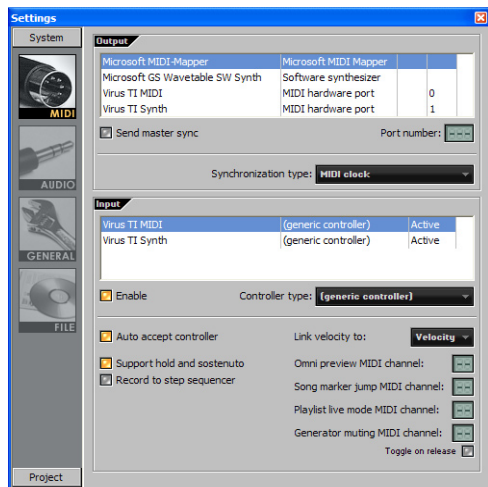 Settings
System
MIDI
AUDIO
GENERAL
FILE
Project
Output
Microsoft MIDI-Mapper Microsoft MIDI Mapper
Microsoft GS Wavetable SW Synth Software synthesizer
Virus TI MIDI MIDI hardware port 0
Virus TI Synth MIDI hardware port 1
Send master sync Port number: ---
Synchronization type: MIDI clock
Input
Virus TI MIDI (generic controller) Active
Virus TI Synth (generic controller) Active
Enable Controller type: (generic controller)
Auto accept controller Link velocity to: Velocity
Support hold and sostenuto Omni preview MIDI channel: --
Record to step sequencer Song marker jump MIDI channel: --
Playlist live mode MIDI channel: --
Generator muting MIDI channel: --
Toggle on release